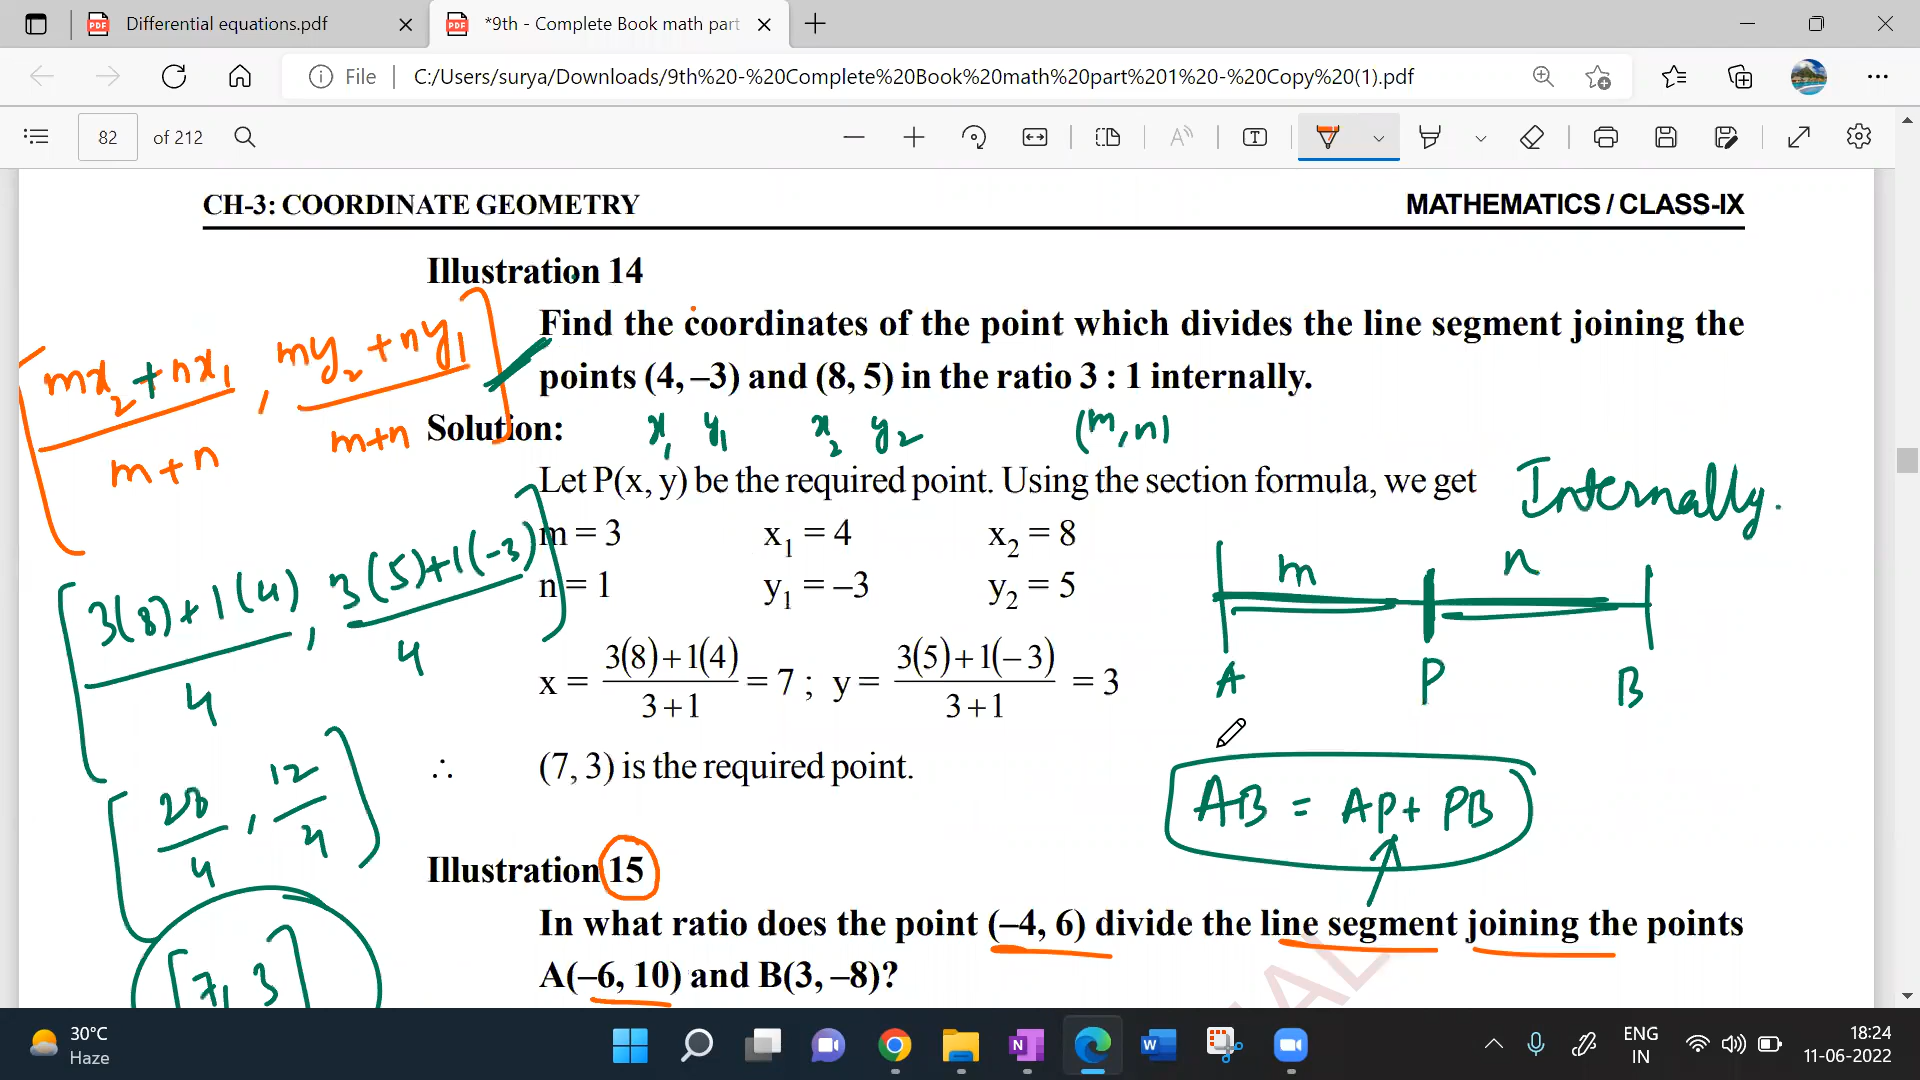 Differential equations.pdf
*9th - Complete Book math part
File
C:/Users/surya/Downloads/9th%20-%20Complete%20Book%20math%20part%201%20-%20Copy%20(1).pdf
82 of 212
CH-3: COORDINATE GEOMETRY
MATHEMATICS / CLASS-IX
Illustration 14
Find the coordinates of the point which divides the line segment joining the
points (4, –3) and (8, 5) in the ratio 3 : 1 internally.
[mx2 + nx1 / m+n , my2 + ny1 / m+n]
Solution:
x1 y1 x2 y2 (m, n)
Let P(x, y) be the required point. Using the section formula, we get
Internally.
m = 3 x1 = 4 x2 = 8
n = 1 y1 = –3 y2 = 5
m n
A P B
[3(8)+1(4) / 4 , 3(5)+1(-3) / 4]
x = 3(8)+1(4) / 3+1 = 7 ; y = 3(5)+1(–3) / 3+1 = 3
∴ (7, 3) is the required point.
[28/4 , 12/4]
AB = AP + PB
[7, 3]
Illustration 15
In what ratio does the point (–4, 6) divide the line segment joining the points
A(–6, 10) and B(3, –8)?
30°C
Haze
ENG
IN
18:24
11-06-2022